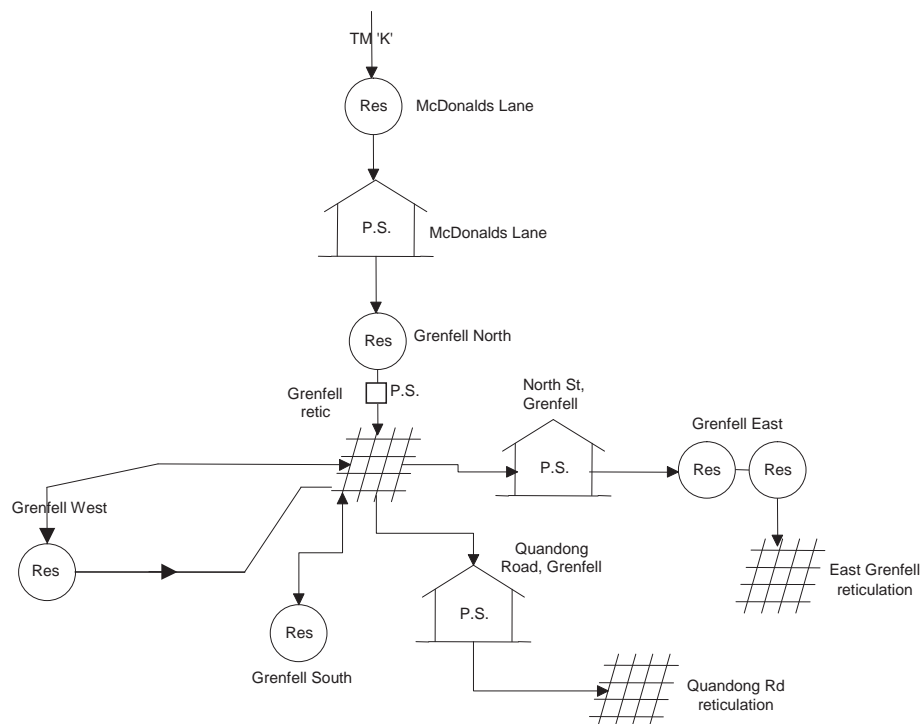 TM 'K'
Res
McDonalds Lane
P.S.
McDonalds Lane
Res
Grenfell North
Grenfell
retic
P.S.
North St,
Grenfell
Grenfell East
P.S.
Res
Res
Grenfell West
Res
Quandong
Road, Grenfell
East Grenfell
reticulation
P.S.
Res
Grenfell South
Quandong Rd
reticulation